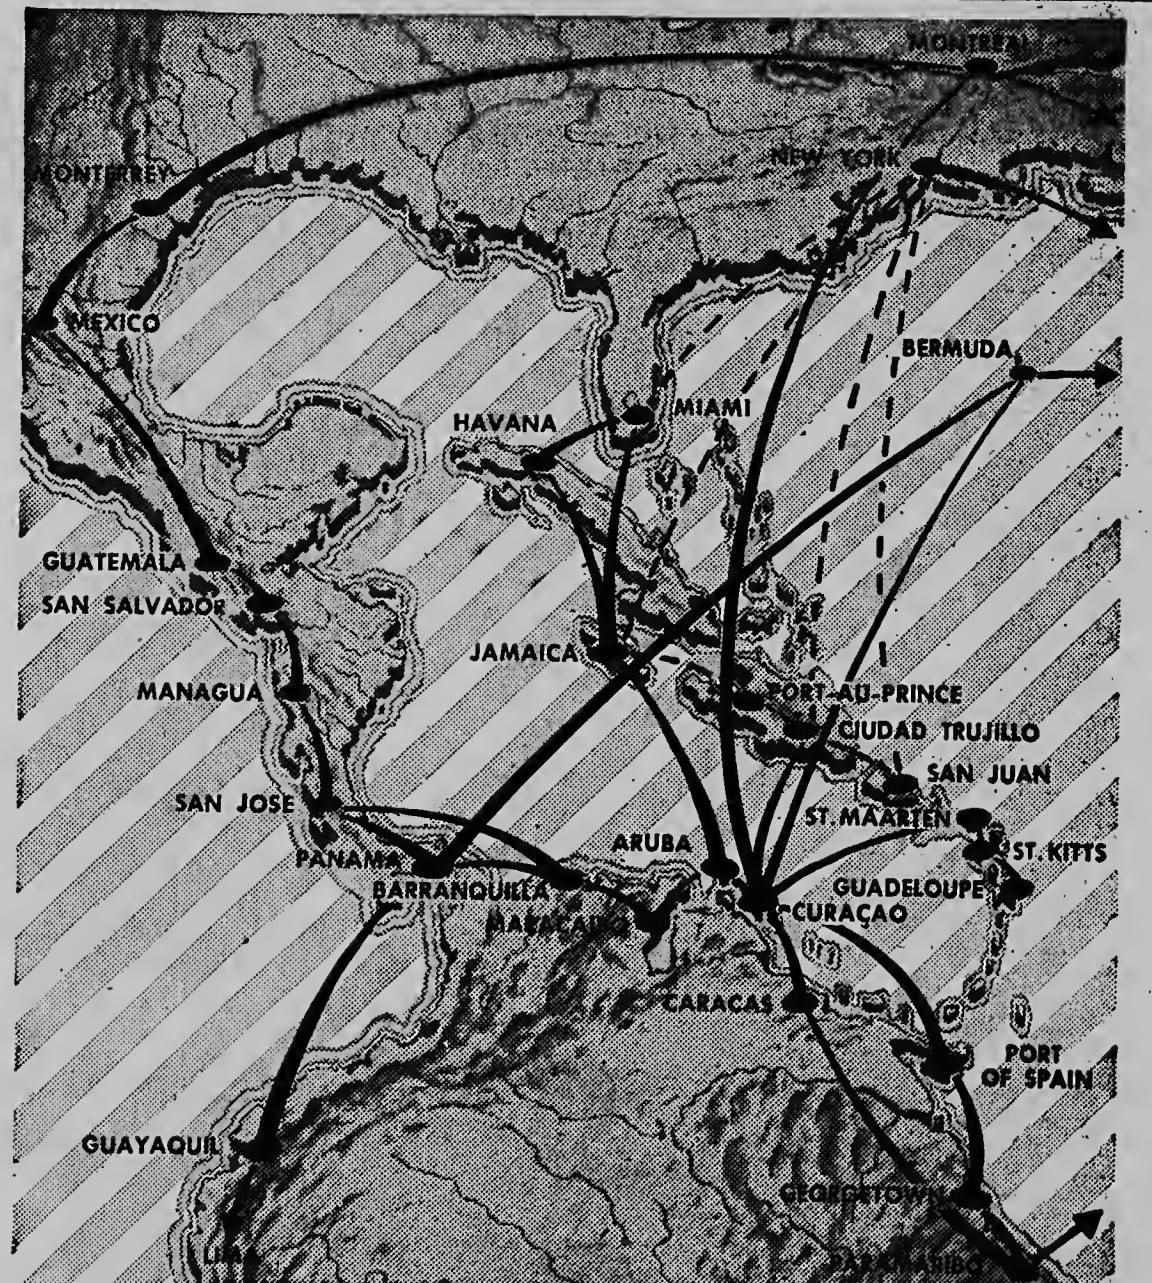 MONTREAL
MONTERREY
NEW YORK
MEXICO
BERMUDA
HAVANA
MIAMI
GUATEMALA
SAN SALVADOR
JAMAICA
MANAGUA
PORT-AU-PRINCE
CIUDAD TRUJILLO
SAN JUAN
SAN JOSE
ST. MAARTEN
ARUBA
PANAMA
ST. KITTS
BARRANQUILLA
GUADELOUPE
CURAÇAO
MARACAIBO
CARACAS
PORT
OF SPAIN
GUAYAQUIL
GEORGETOWN
LIMA
PARAMARIBO